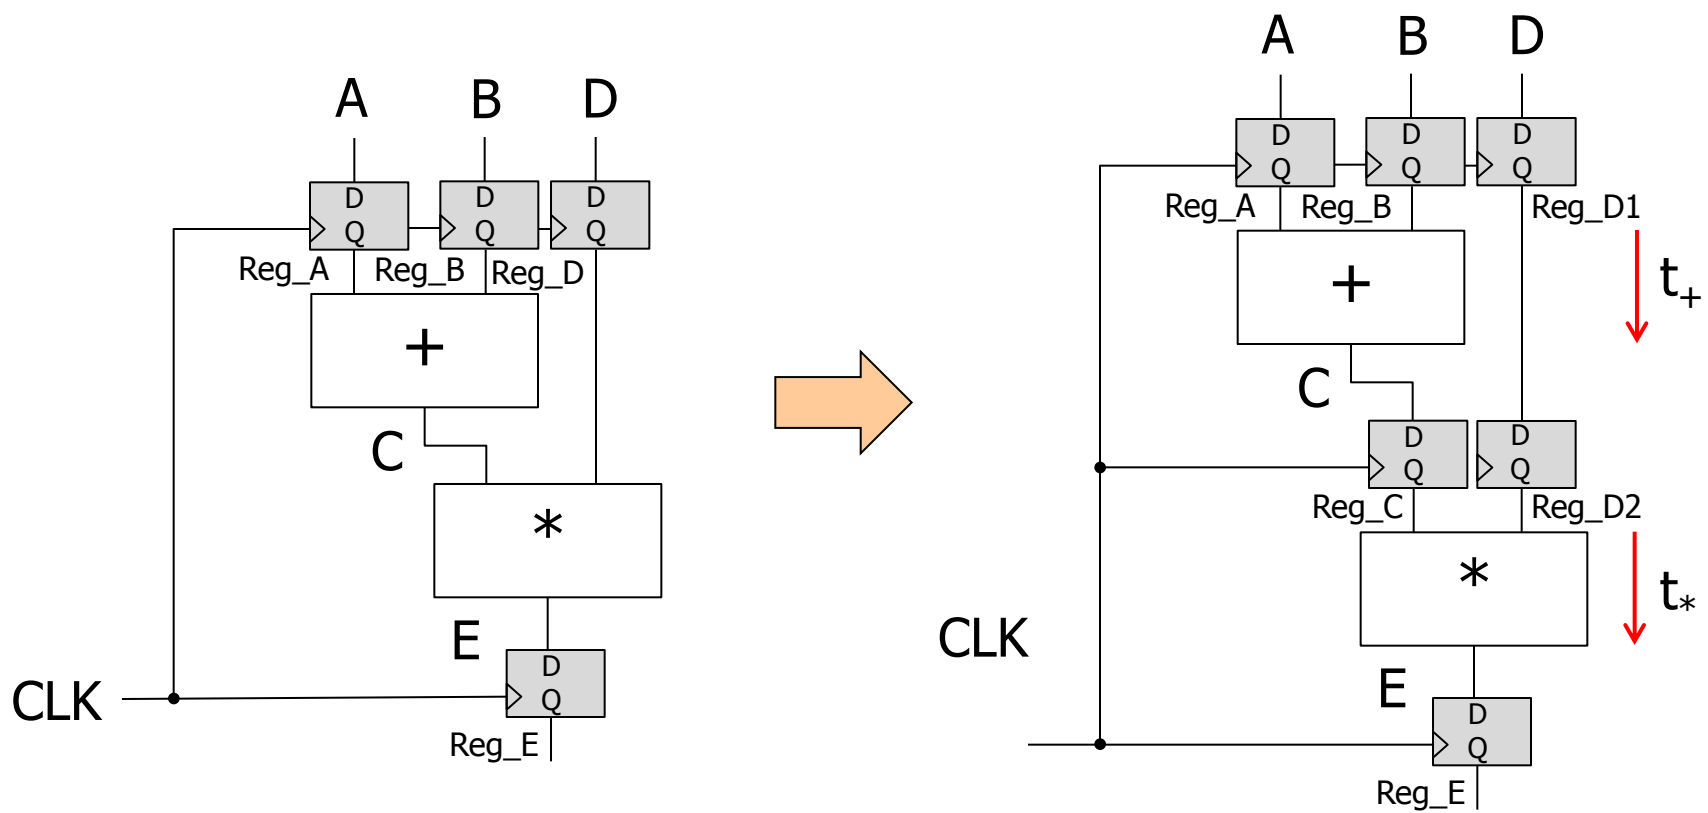 A B D
D D D
Q Q Q
Reg_A Reg_B Reg_D
+
C
*
E
D
CLK
Q
Reg_E
A B D
D D D
Q Q Q
Reg_A Reg_B Reg_D1
+
t+
C
D D
Q Q
Reg_C Reg_D2
*
t*
CLK
E
D
Q
Reg_E